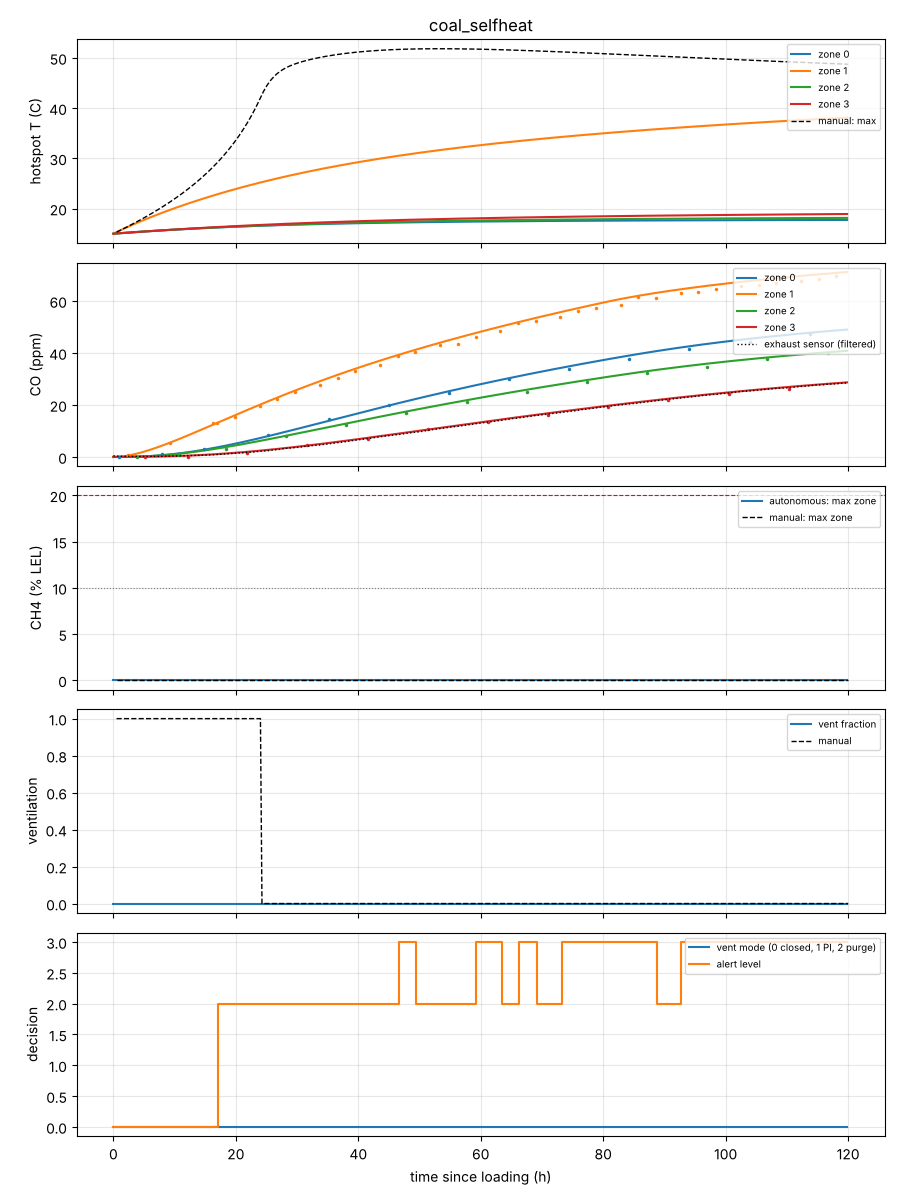 coal_selfheat
hotspot T (C)
50
40
30
20
zone 0
zone 1
zone 2
zone 3
manual: max
CO (ppm)
60
40
20
0
zone 0
zone 1
zone 2
zone 3
exhaust sensor (filtered)
CH4 (% LEL)
20
15
10
5
0
autonomous: max zone
manual: max zone
ventilation
1.0
0.8
0.6
0.4
0.2
0.0
vent fraction
manual
decision
3.0
2.5
2.0
1.5
1.0
0.5
0.0
vent mode (0 closed, 1 PI, 2 purge)
alert level
0 20 40 60 80 100 120
time since loading (h)